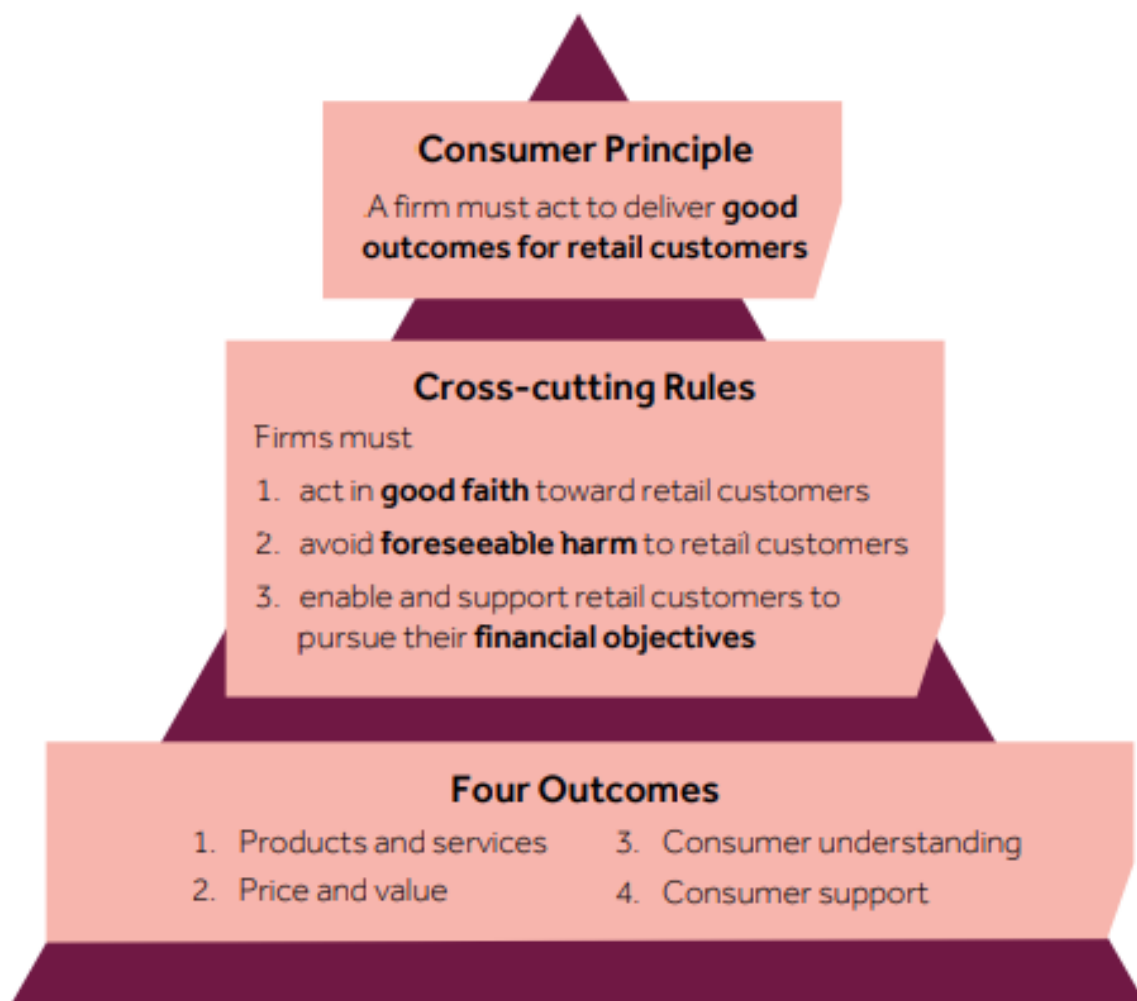 Consumer Principle
A firm must act to deliver good
outcomes for retail customers
Cross-cutting Rules
Firms must
1. act in good faith toward retail customers
2. avoid foreseeable harm to retail customers
3. enable and support retail customers to
pursue their financial objectives
Four Outcomes
1. Products and services
2. Price and value
3. Consumer understanding
4. Consumer support